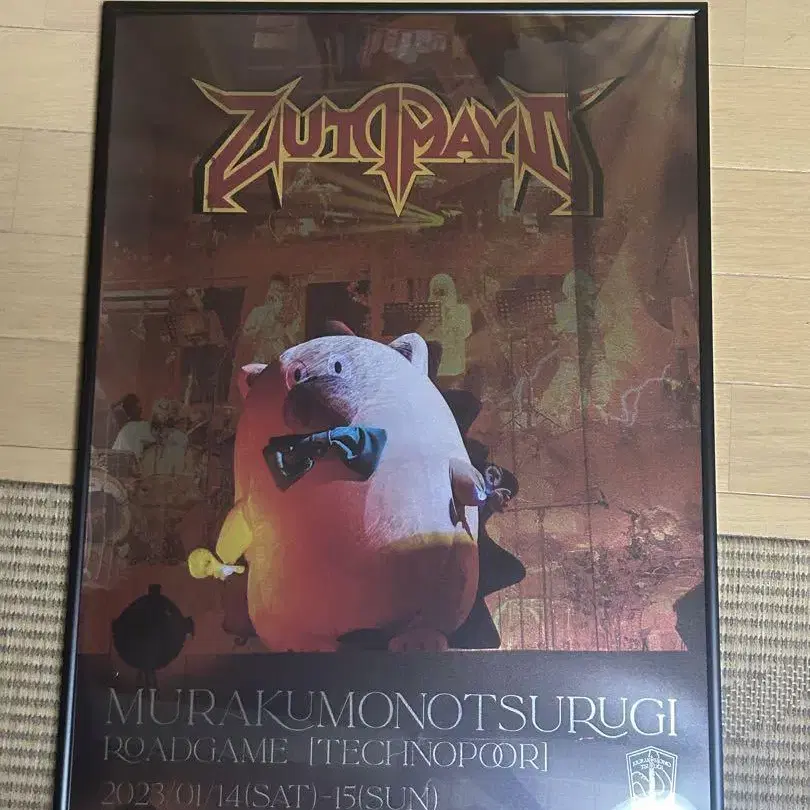 ZUTOMAYO
MURAKUMONOTSURUGI
ROADGAME [TECHNOPOOR]
2023/01/14(SAT)-15(SUN)